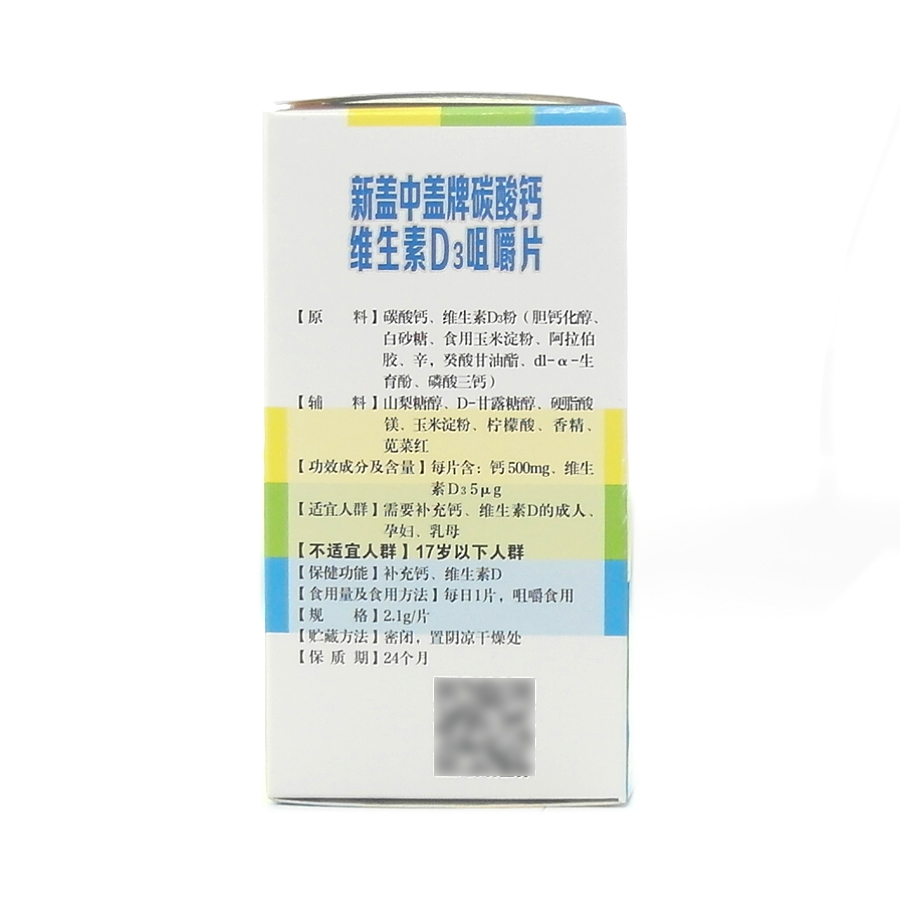 新盖中盖牌碳酸钙
维生素D3咀嚼片
【原 料】碳酸钙、维生素D3粉（胆钙化醇、
白砂糖、食用玉米淀粉、阿拉伯
胶、辛，癸酸甘油酯、dl-α-生
育酚、磷酸三钙）
【辅 料】山梨糖醇、D-甘露糖醇、硬脂酸
镁、玉米淀粉、柠檬酸、香精、
苋菜红
【功效成分及含量】每片含：钙500mg、维生
素D3 5μg
【适宜人群】需要补充钙、维生素D的成人、
孕妇、乳母
【不适宜人群】17岁以下人群
【保健功能】补充钙、维生素D
【食用量及食用方法】每日1片，咀嚼食用
【规 格】2.1g/片
【贮藏方法】密闭，置阴凉干燥处
【保 质 期】24个月